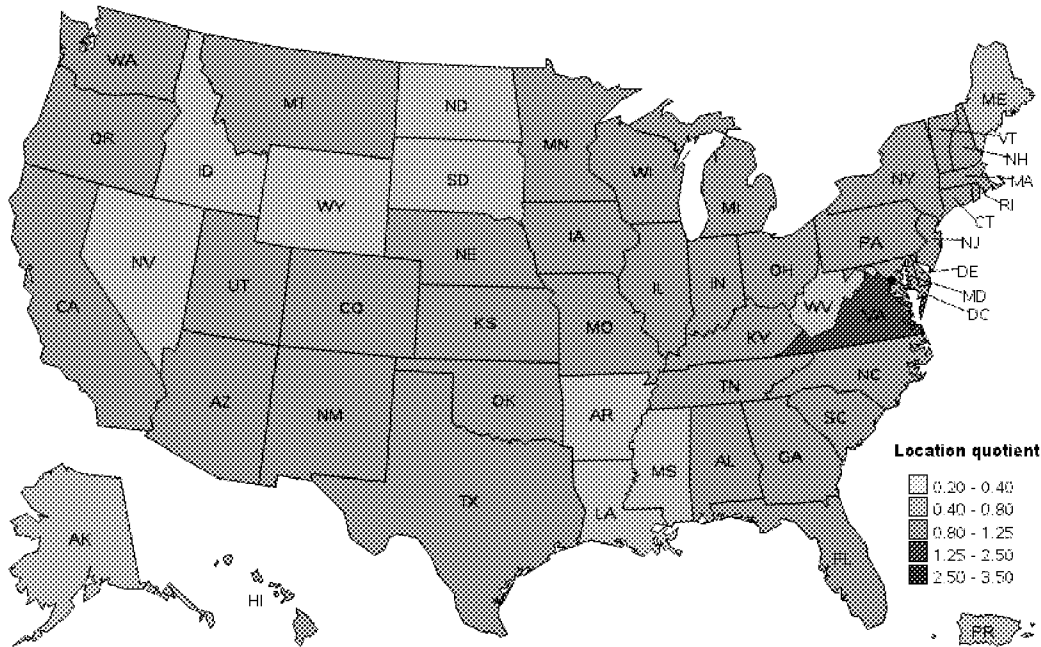 WA
MT
ND
ME
MN
VT
OR
NH
ID
SD
WI
NY
MA
WY
MI
RI
CT
IA
PA
NJ
NE
NV
OH
DE
UT
IL
IN
MD
CA
CO
WV
VA
DC
KS
MO
KY
NC
TN
AZ
OK
NM
AR
SC
GA
MS
AL
Location quotient
TX
LA
0.20 - 0.40
0.40 - 0.80
0.80 - 1.25
1.25 - 2.50
2.50 - 3.50
AK
FL
HI
PR